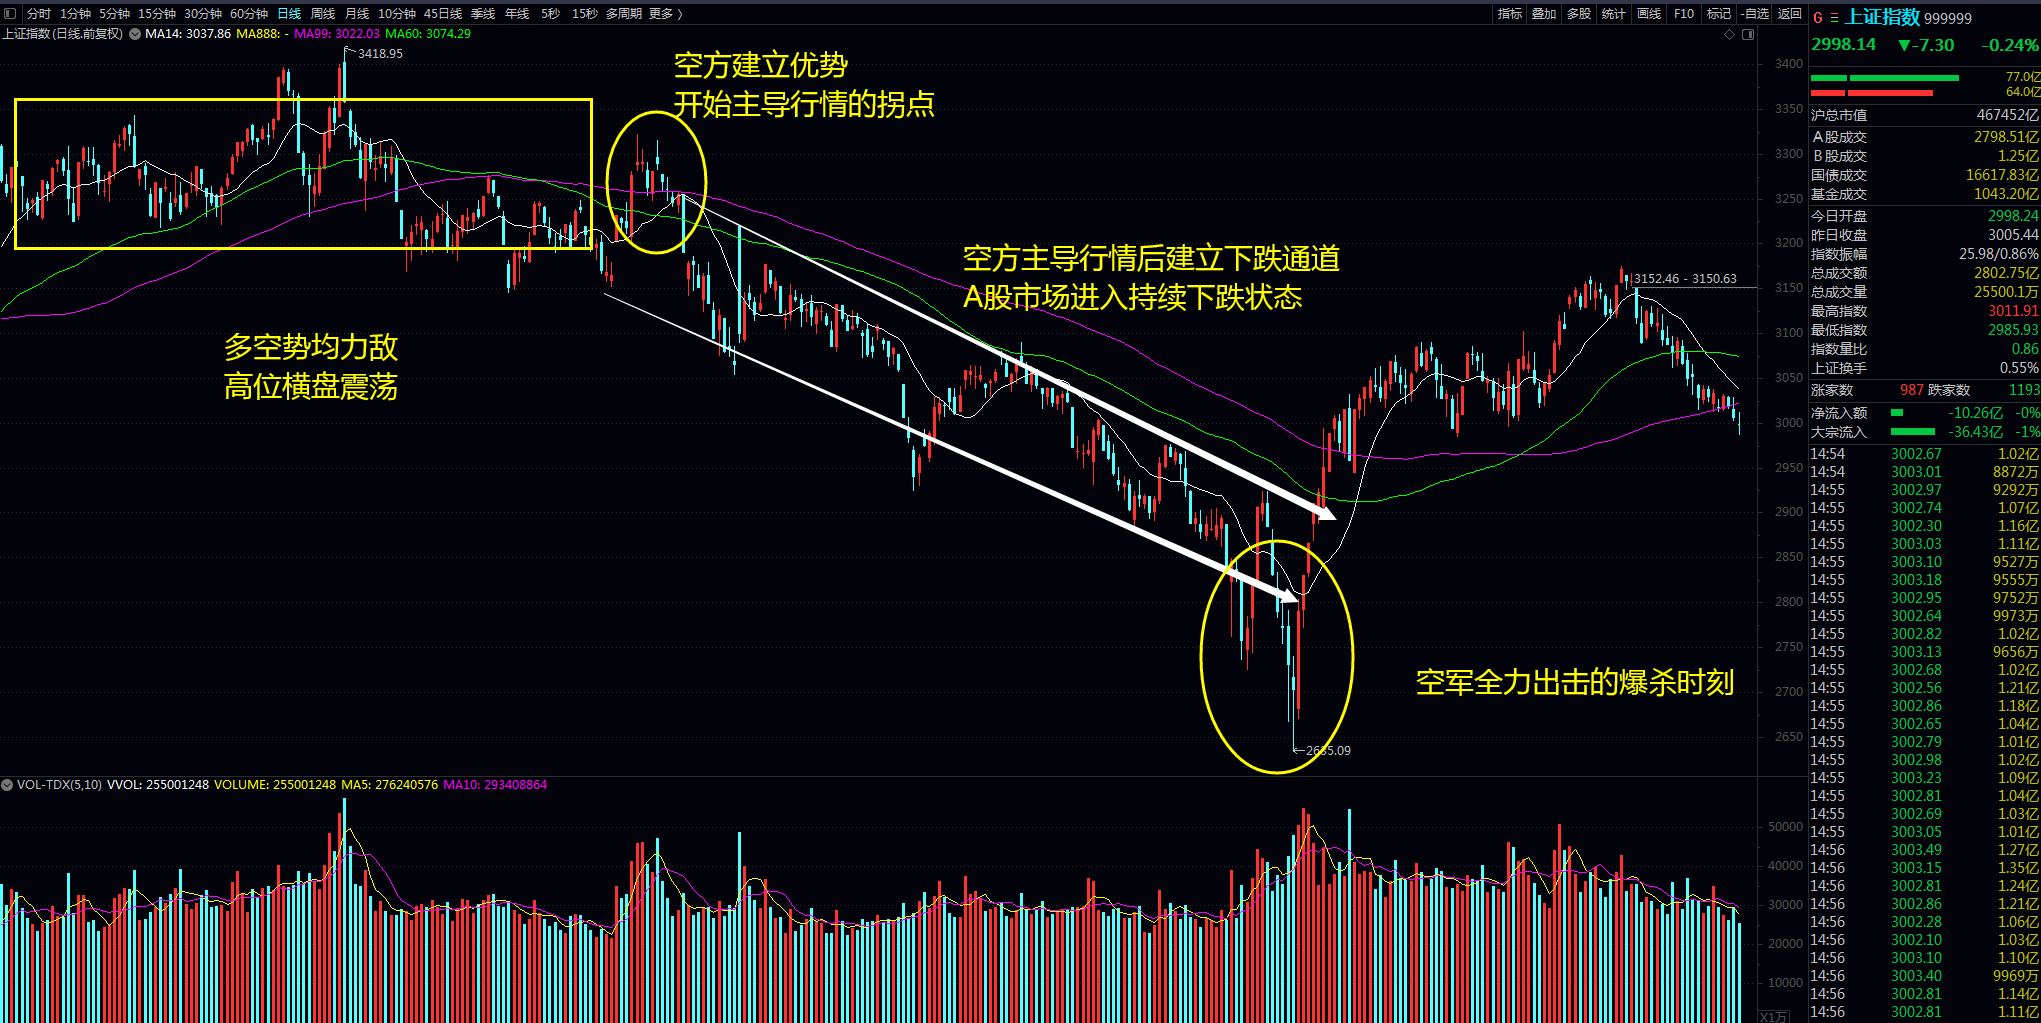 分时 1分钟 5分钟 15分钟 30分钟 60分钟 日线 周线 月线 10分钟 45日线 季线 年线 5秒 15秒 多周期 更多 〉
指标 叠加 多股 统计 画线 F10 标记 -自选 返回
上证指数(日线.前复权) MA14: 3037.86 MA888: - MA99: 3022.03 MA60: 3074.29
3418.95
空方建立优势
开始主导行情的拐点
空方主导行情后建立下跌通道
A股市场进入持续下跌状态
3152.46 - 3150.63
多空势均力敌
高位横盘震荡
空军全力出击的爆杀时刻
2635.09
3400
3350
3300
3250
3200
3150
3100
3050
3000
2950
2900
2850
2800
2750
2700
2650
VOL-TDX(5,10) VVOL: 255001248 VOLUME: 255001248 MA5: 276240576 MA10: 293408864
50000
40000
30000
20000
10000
X1万
G 三 上证指数 999999
2998.14 ▼-7.30 -0.24%
77.0亿
64.0亿
沪总市值 467452亿
A股成交 2798.51亿
B股成交 1.25亿
国债成交 16617.83亿
基金成交 1043.20亿
今日开盘 2998.24
昨日收盘 3005.44
指数振幅 25.98/0.86%
总成交额 2802.75亿
总成交量 25500.1万
最高指数 3011.91
最低指数 2985.93
指数量比 0.86
上证换手 0.55%
涨家数 987 跌家数 1193
净流入额 -10.26亿 -0%
大宗流入 -36.43亿 -1%
14:54 3002.67 1.02亿
14:54 3003.01 8872万
14:55 3002.97 9292万
14:55 3002.74 1.07亿
14:55 3002.30 1.16亿
14:55 3003.03 1.11亿
14:55 3003.10 9527万
14:55 3003.18 9555万
14:55 3002.95 9752万
14:55 3002.64 9973万
14:55 3002.82 1.02亿
14:55 3003.13 9656万
14:55 3002.68 1.02亿
14:55 3002.56 1.21亿
14:55 3002.86 1.18亿
14:55 3002.65 1.04亿
14:55 3002.79 1.01亿
14:55 3002.98 1.02亿
14:55 3003.23 1.09亿
14:55 3002.81 1.04亿
14:55 3002.69 1.03亿
14:55 3003.05 1.01亿
14:56 3003.49 1.27亿
14:56 3003.15 1.35亿
14:56 3002.81 1.24亿
14:56 3002.86 1.21亿
14:56 3002.28 1.06亿
14:56 3002.10 1.03亿
14:56 3003.10 1.10亿
14:56 3003.40 9969万
14:56 3002.81 1.14亿
14:56 3002.81 1.11亿